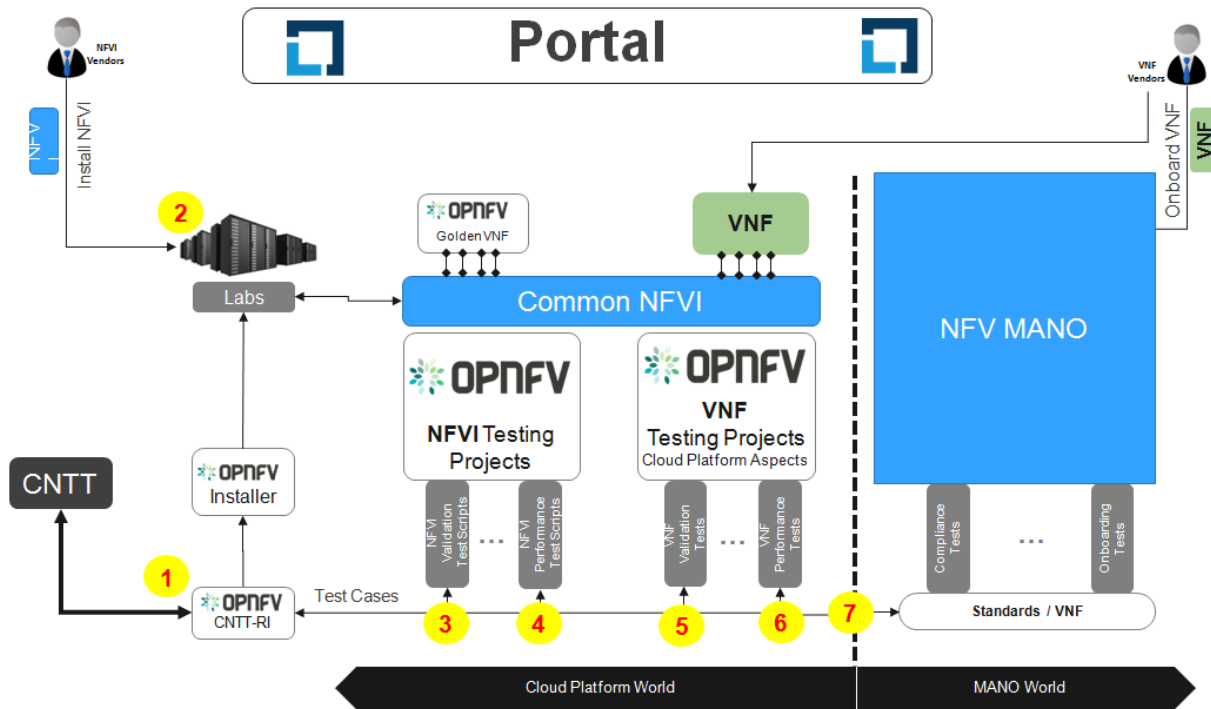 Portal
NFVI
Vendors
VNF
Vendors
NFV
I
Install NFVI
Onboard VNF
VNF
2
OPNFV
Golden VNF
VNF
Labs
Common NFVI
NFV MANO
OPNFV
NFVI Testing
Projects
OPNFV
VNF
Testing Projects
Cloud Platform Aspects
CNTT
OPNFV
Installer
NFVI
Validation
Test Scripts
...
NFVI
Performance
Test Scripts
VNF
Validation
Tests
...
VNF
Performance
Tests
Compliance
Tests
...
Onboarding
Tests
1
OPNFV
CNTT-RI
Test Cases
3
4
5
6
7
Standards / VNF
Cloud Platform World
MANO World